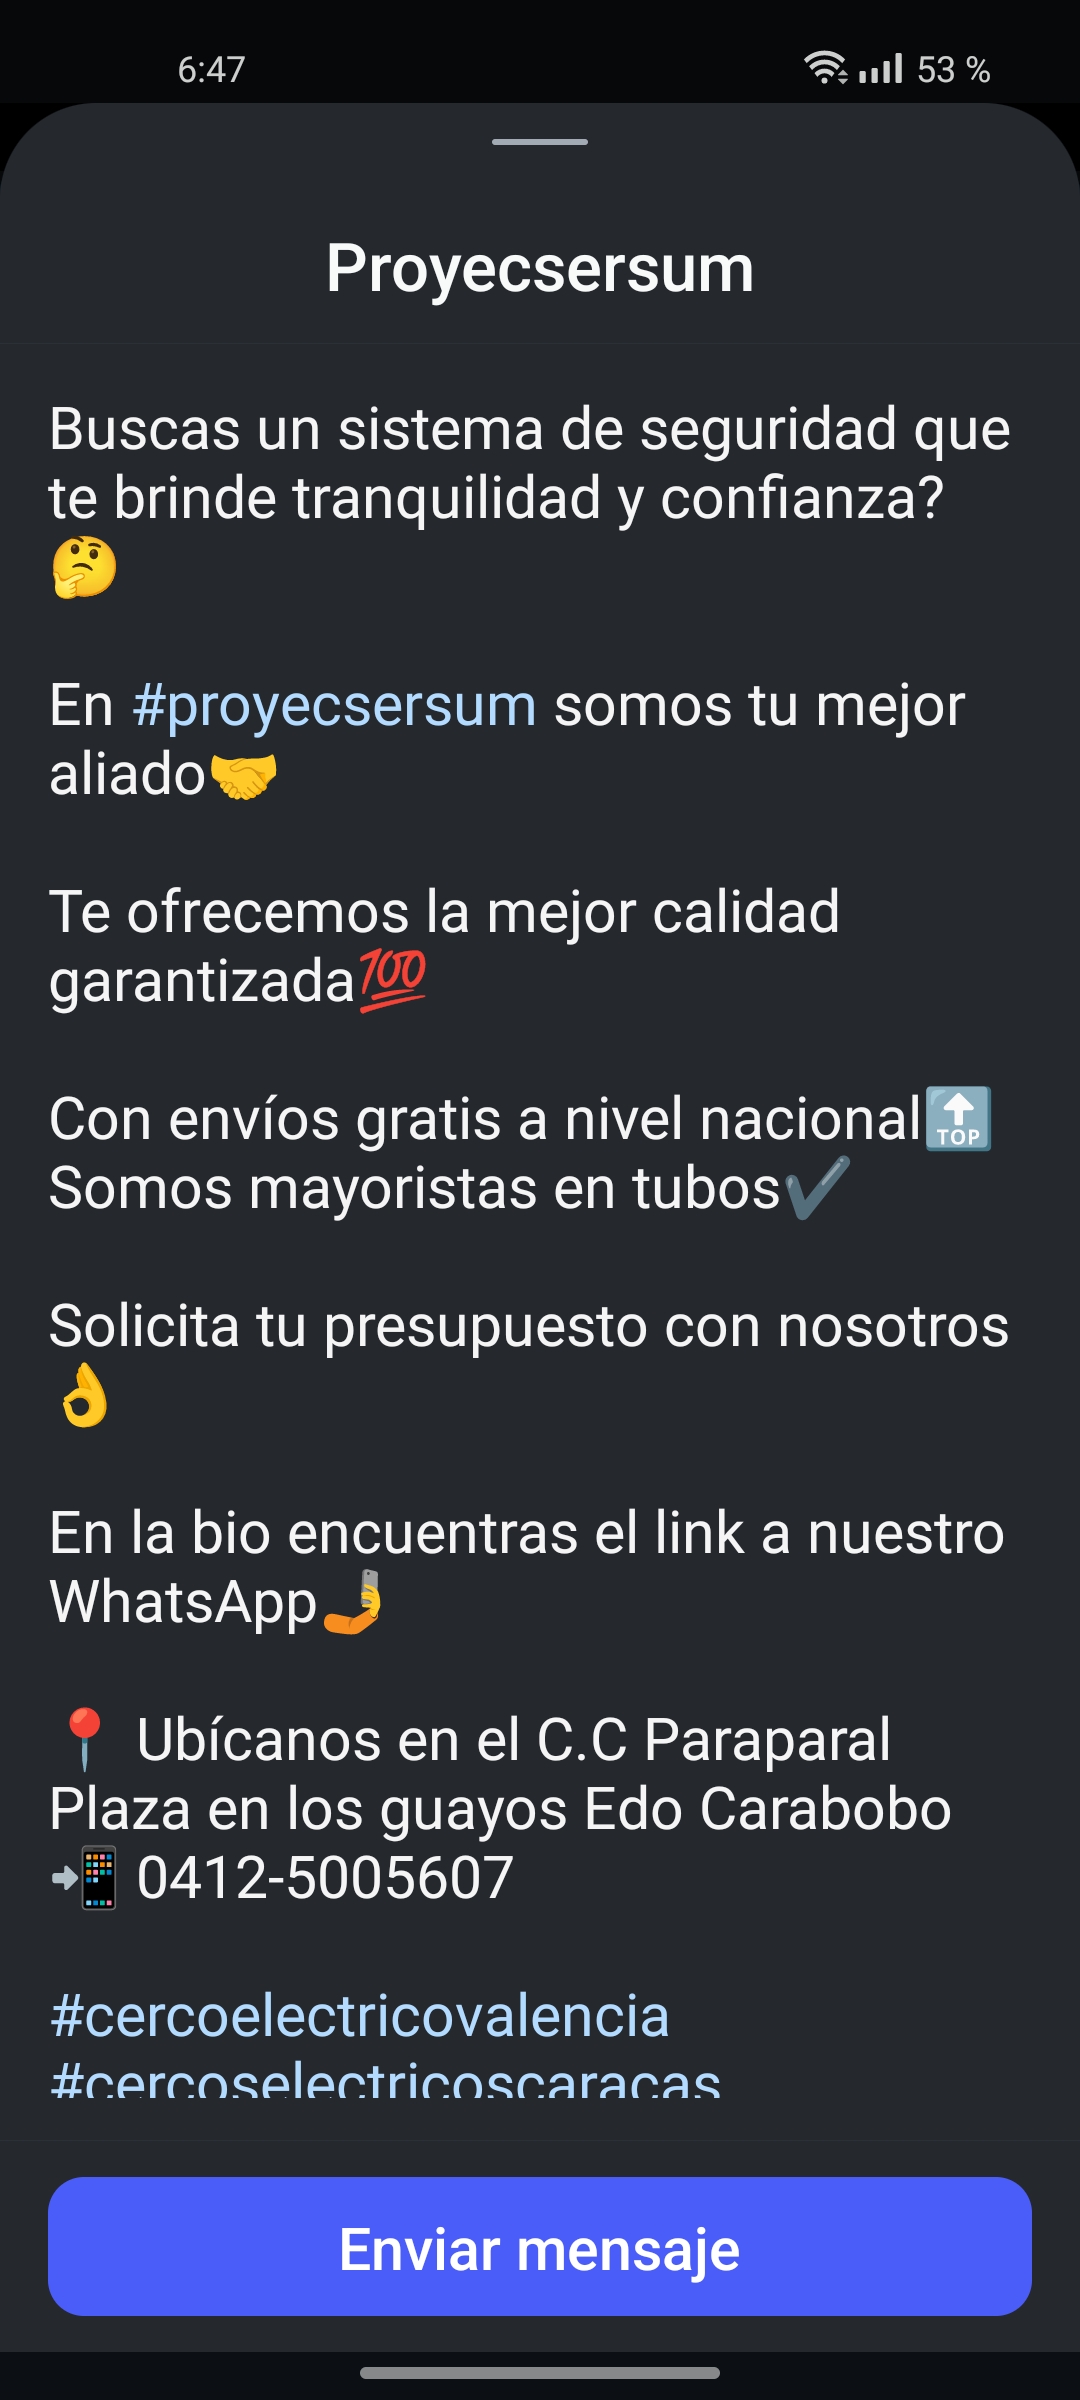 6:47
53 %
Proyecsersum
Buscas un sistema de seguridad que
te brinde tranquilidad y confianza?
🤔
En #proyecsersum somos tu mejor
aliado🤝
Te ofrecemos la mejor calidad
garantizada💯
Con envíos gratis a nivel nacional🔝
Somos mayoristas en tubos✔️
Solicita tu presupuesto con nosotros
👌
En la bio encuentras el link a nuestro
WhatsApp🤳
📍 Ubícanos en el C.C Paraparal
Plaza en los guayos Edo Carabobo
📲 0412-5005607
#cercoelectricovalencia
#cercoselectricoscaracas
Enviar mensaje